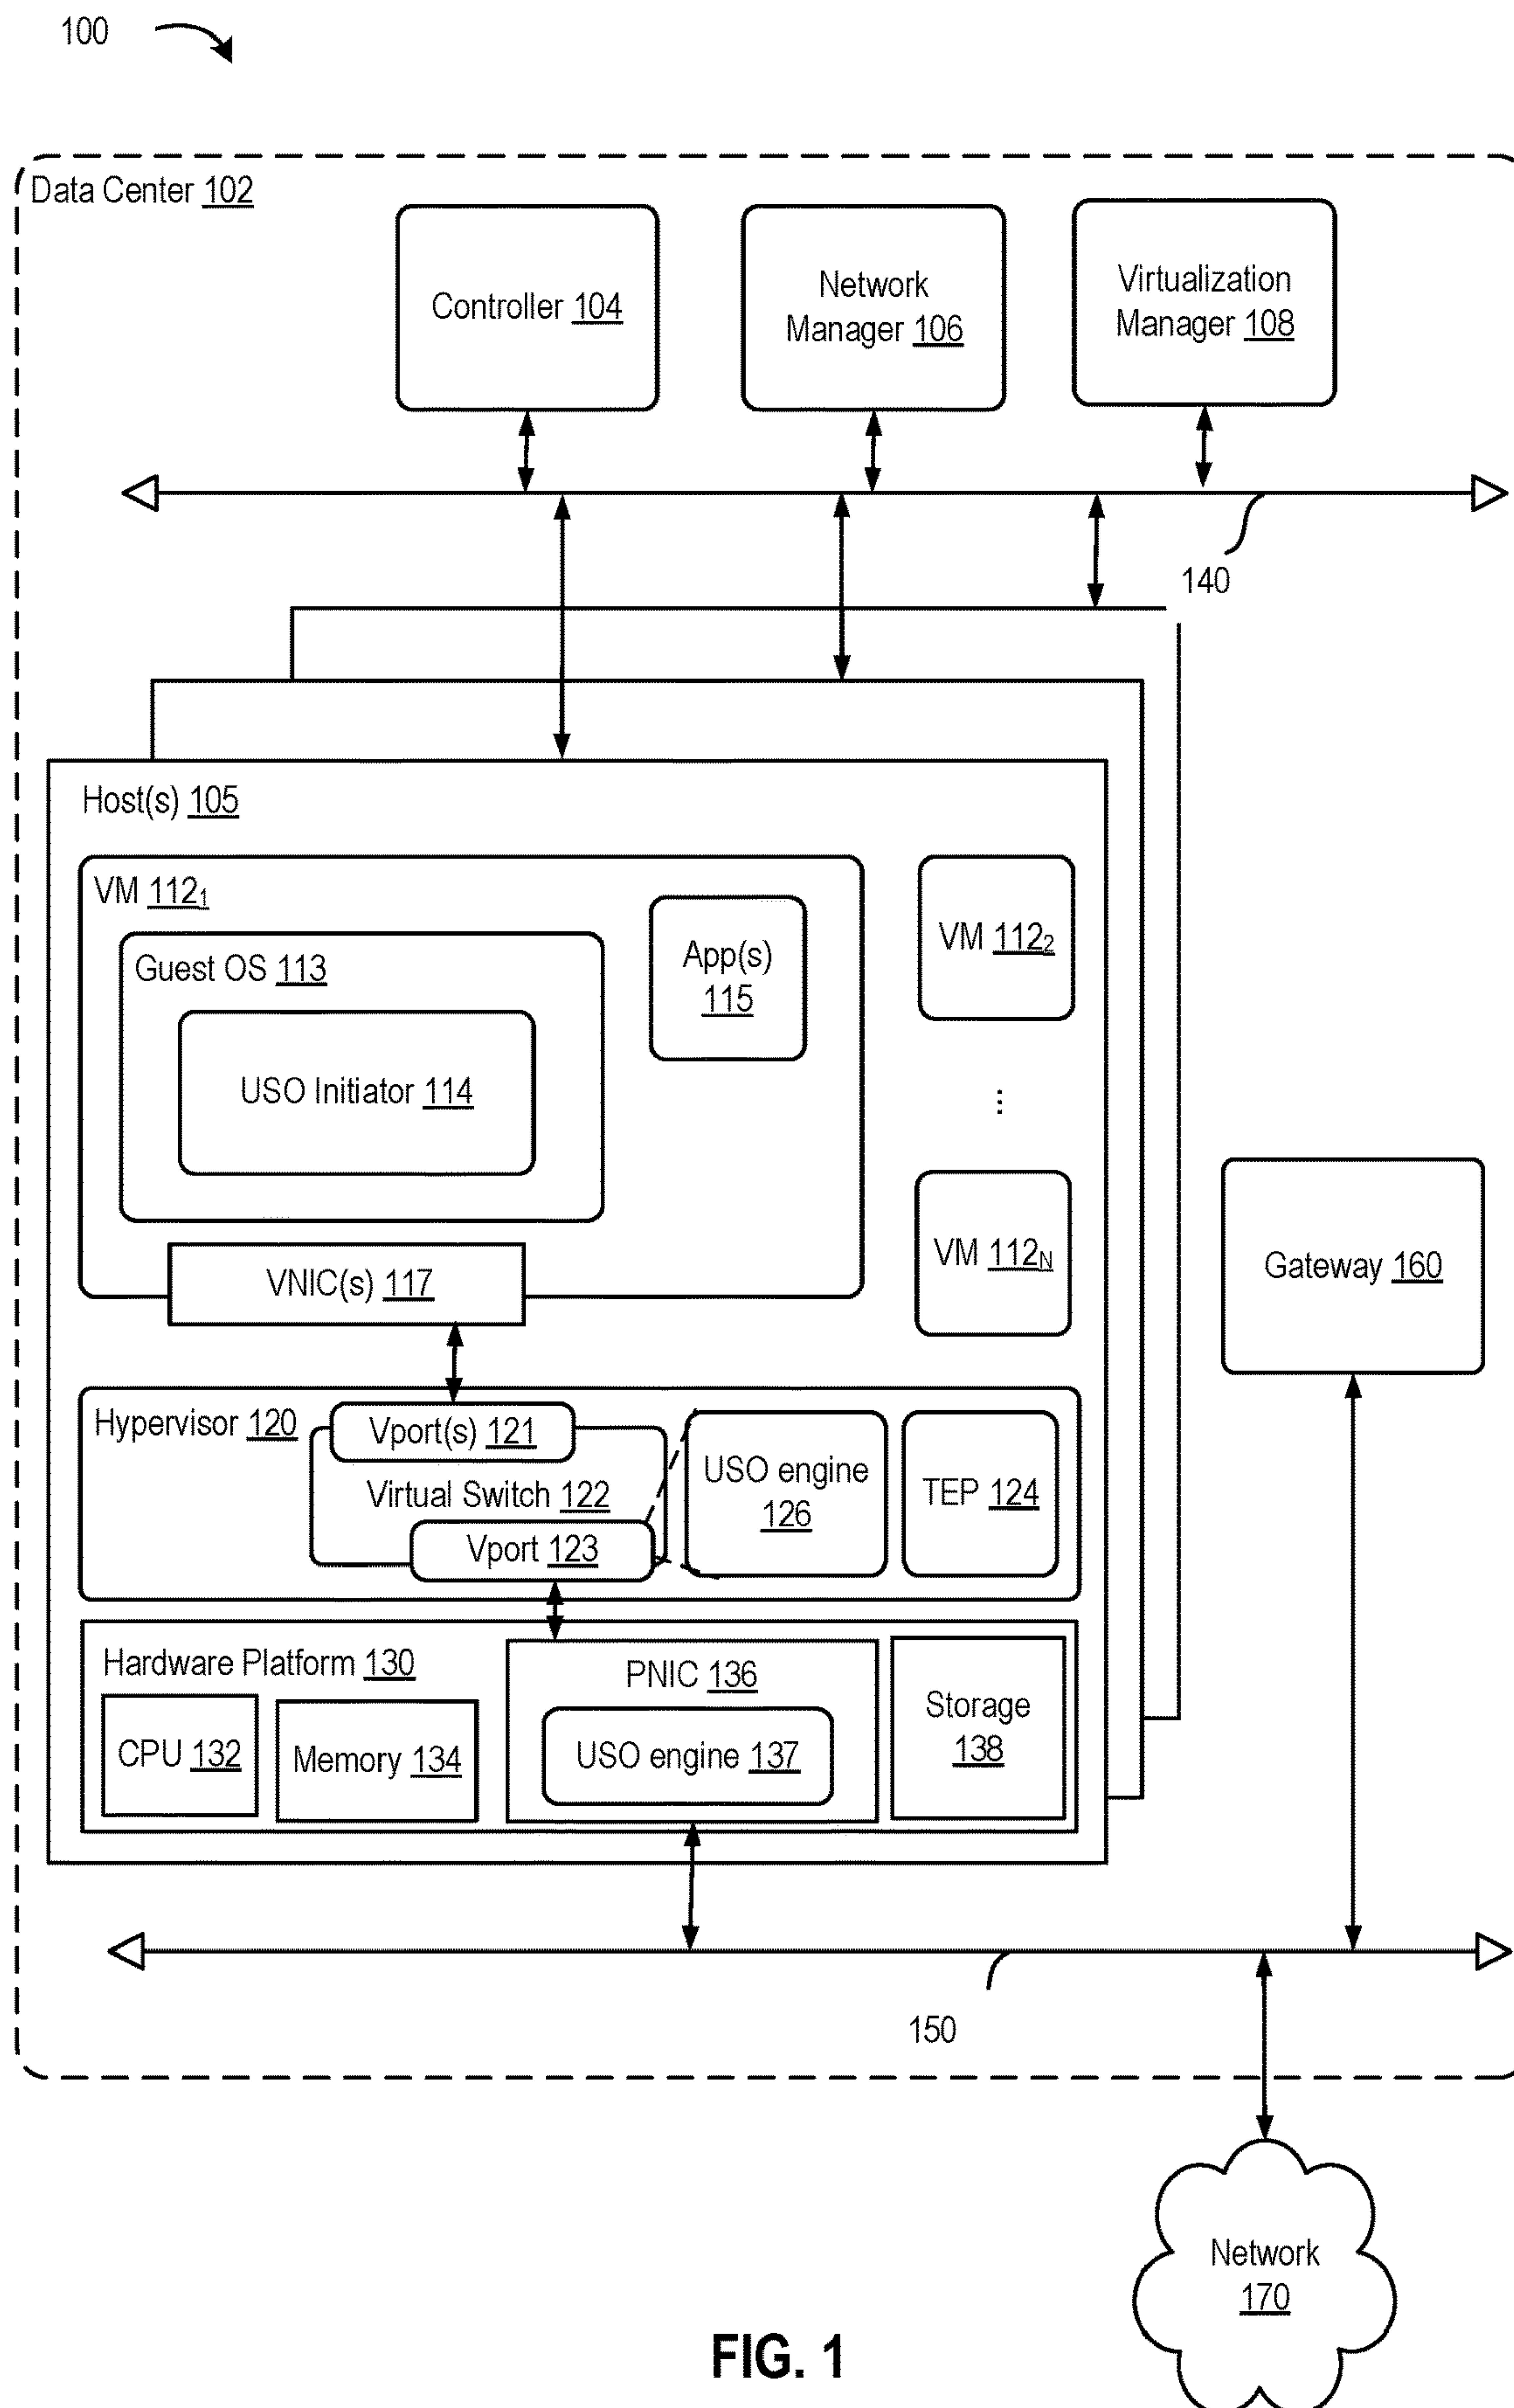 100
Data Center 102
Controller 104
Network
Manager 106
Virtualization
Manager 108
140
Host(s) 105
VM 112₁
Guest OS 113
USO Initiator 114
App(s)
115
VM 112₂
...
VM 112N
VNIC(s) 117
Gateway 160
Hypervisor 120
Vport(s) 121
Virtual Switch 122
Vport 123
USO engine
126
TEP 124
Hardware Platform 130
CPU 132
Memory 134
PNIC 136
USO engine 137
Storage
138
150
Network
170
FIG. 1